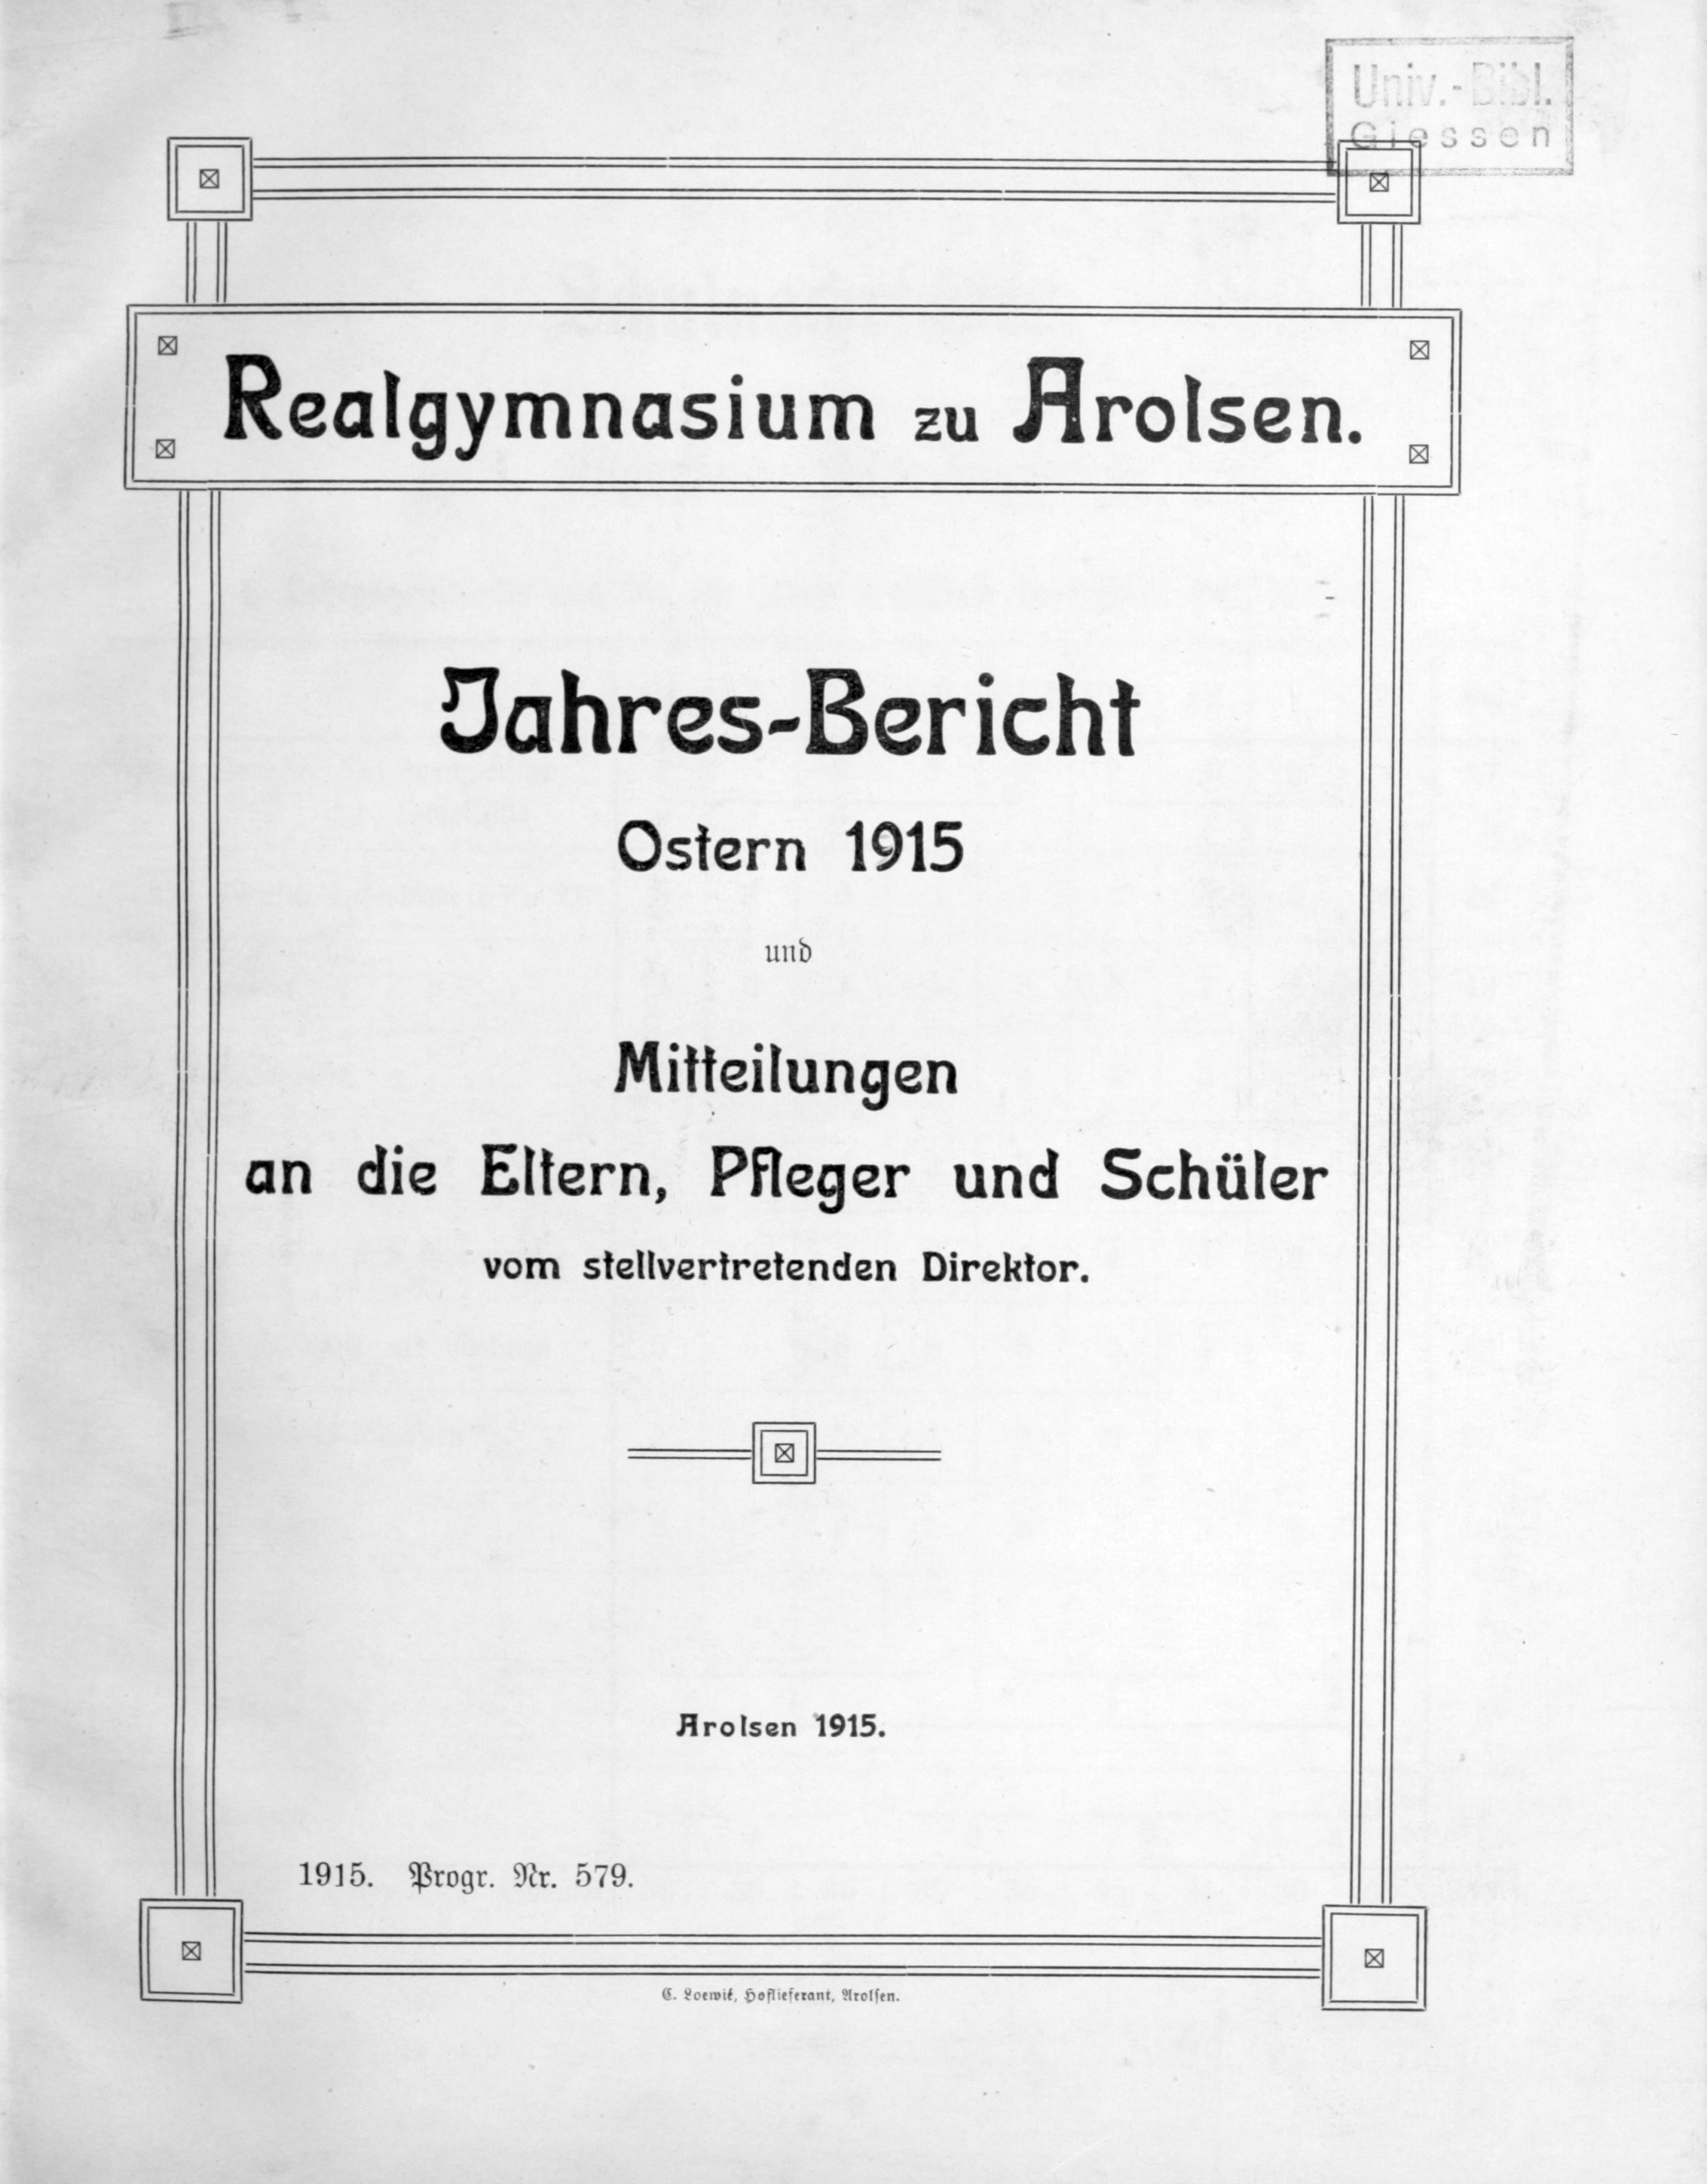 Univ.-Bibl.
Giessen
Realgymnasium zu Arolsen.
Jahres-Bericht
Ostern 1915
und
Mitteilungen
an die Eltern, Pfleger und Schüler
vom stellvertretenden Direktor.
Arolsen 1915.
1915. Progr. Nr. 579.
C. Loewié, Hoflieferant, Arolsen.